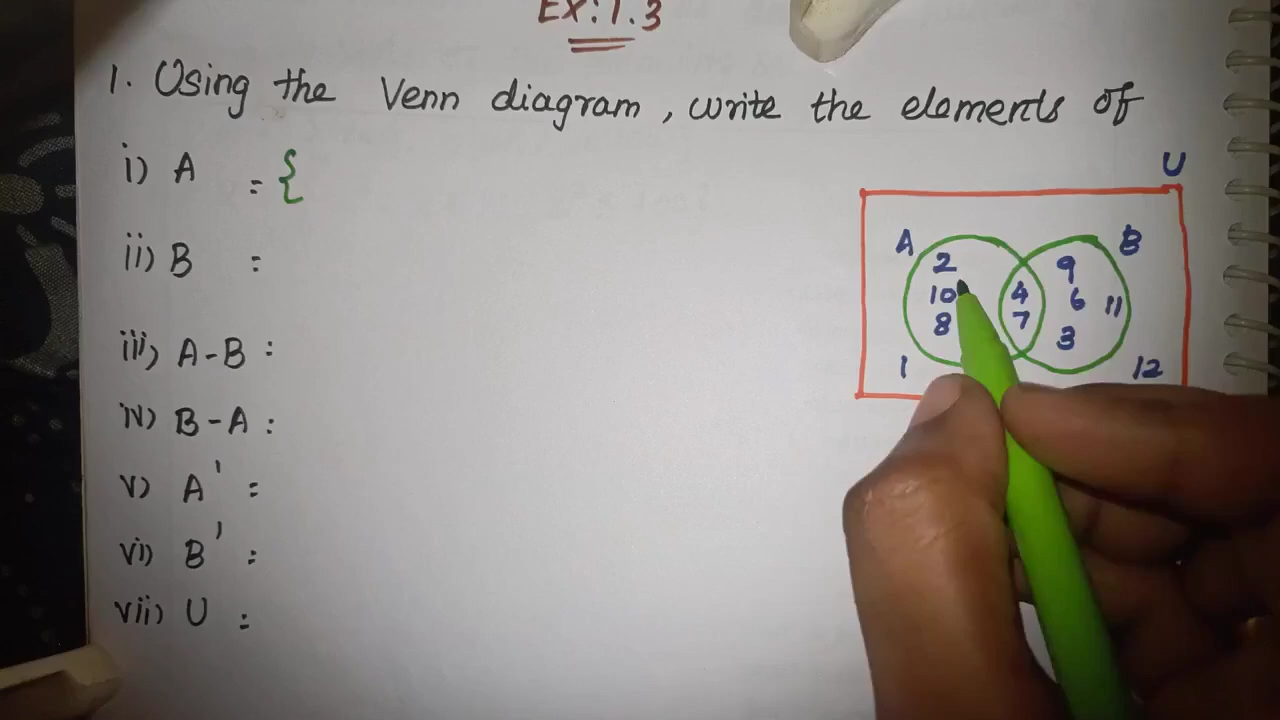 EX:1.3
1. Using the Venn diagram, write the elements of
i) A = {
ii) B :
iii) A-B :
iv) B-A :
v) A' :
vi) B' :
vii) U :
U
A B
2 9
10 4 6 11
8 7 3
1 12